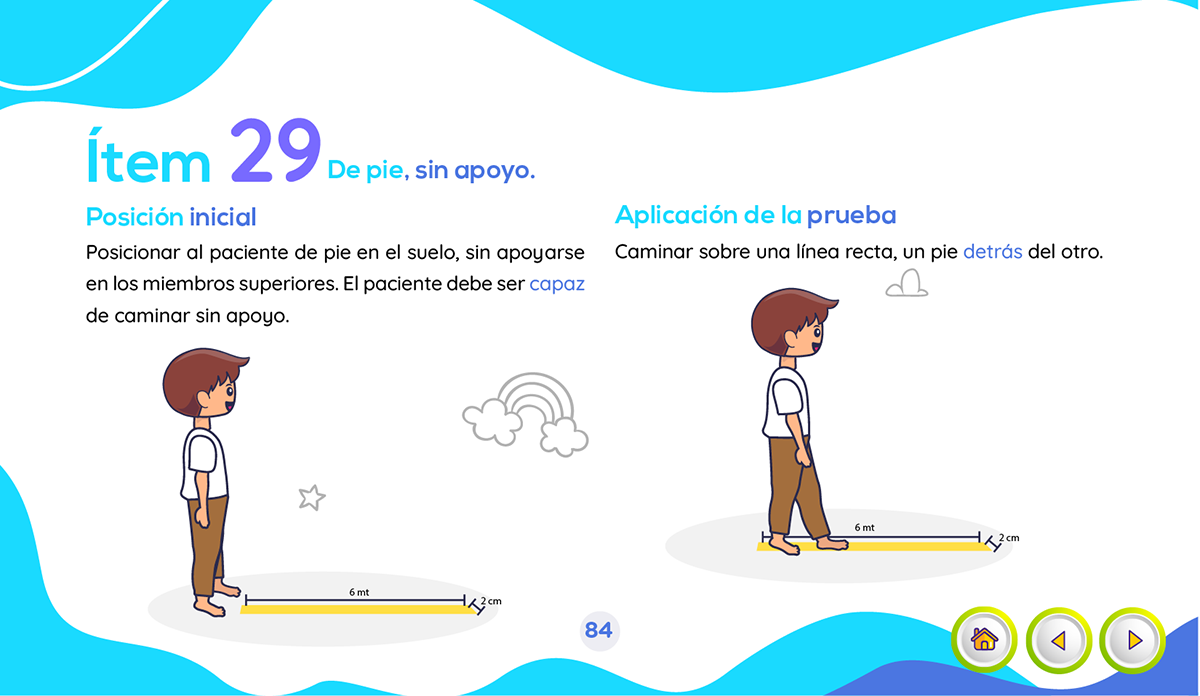 Ítem 29 De pie, sin apoyo.
Posición inicial
Posicionar al paciente de pie en el suelo, sin apoyarse
en los miembros superiores. El paciente debe ser capaz
de caminar sin apoyo.
6 mt
2 cm
Aplicación de la prueba
Caminar sobre una línea recta, un pie detrás del otro.
6 mt
2 cm
84